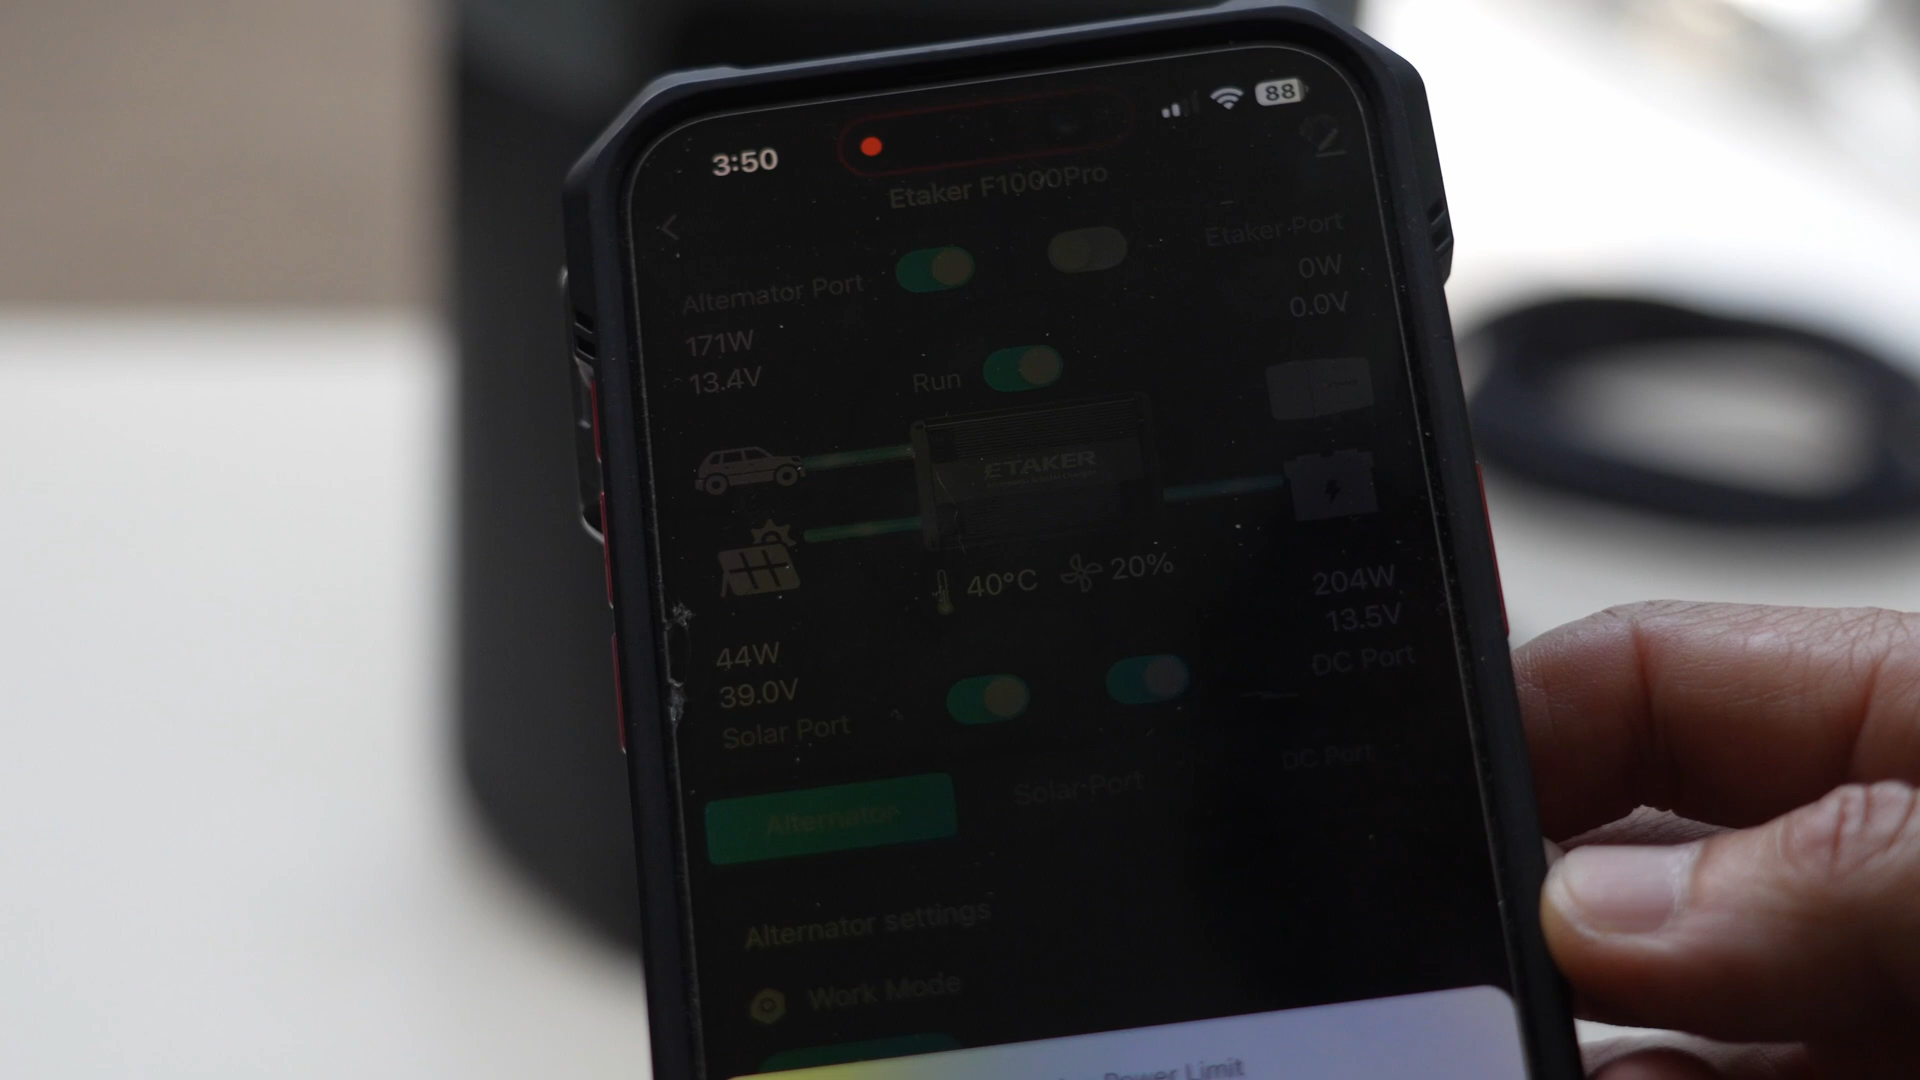 3:50
88
Etaker F1000Pro
Alternator Port
Etaker Port
171W
13.4V
0W
0.0V
Run
ETAKER
40°C
20%
204W
13.5V
DC Port
44W
39.0V
Solar Port
Alternator
Solar Port
DC Port
Alternator settings
Work Mode
Power Limit